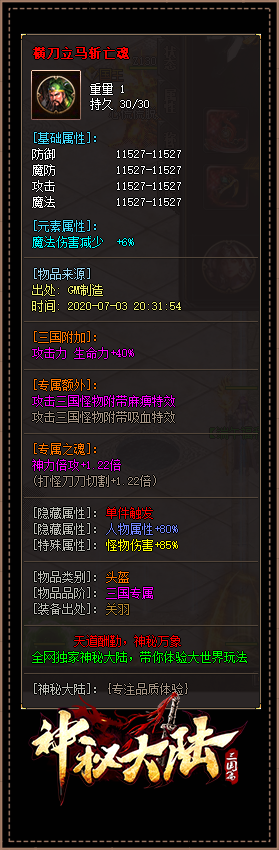 横刀立马斩亡魂
重量 1
持久 30/30
[基础属性]:
防御 11527-11527
魔防 11527-11527
攻击 11527-11527
魔法 11527-11527
[元素属性]:
魔法伤害减少 +6%
[物品来源]
出处: GM制造
时间: 2020-07-03 20:31:54
[三国附加]:
攻击力 生命力+40%
[专属额外]:
攻击三国怪物附带麻痹特效
攻击三国怪物附带吸血特效
[专属之魂]:
神力倍攻+1.22倍
(打怪刀刀切割+1.22倍)
[隐藏属性]: 单件触发
[隐藏属性]: 人物属性+80%
[特殊属性]: 怪物伤害+85%
[物品类别]: 头盔
[物品品阶]: 三国专属
[装备出处]: 关羽
天道酬勤，神秘万象
全网独家神秘大陆，带你体验大世界玩法
[神秘大陆]: {专注品质体验}
神秘大陆
三国篇